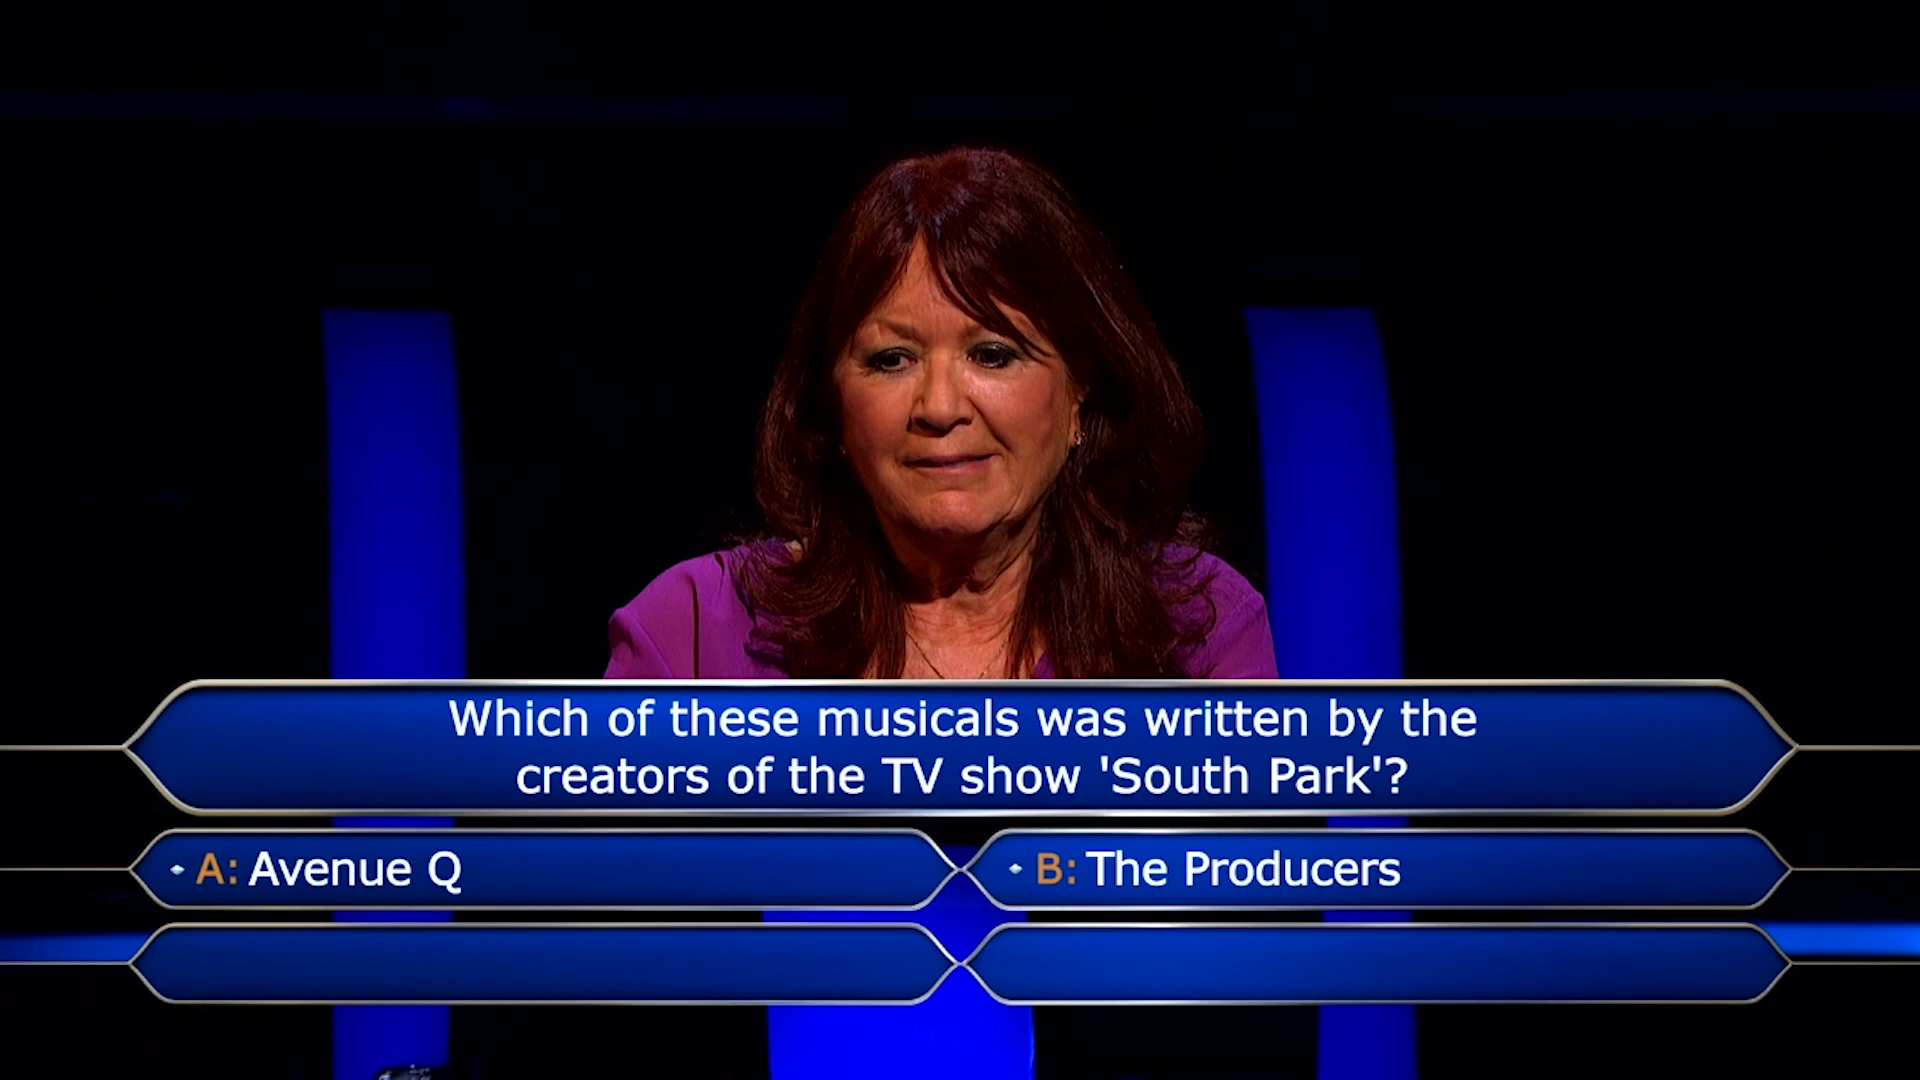 Which of these musicals was written by the
creators of the TV show 'South Park'?
A: Avenue Q
B: The Producers